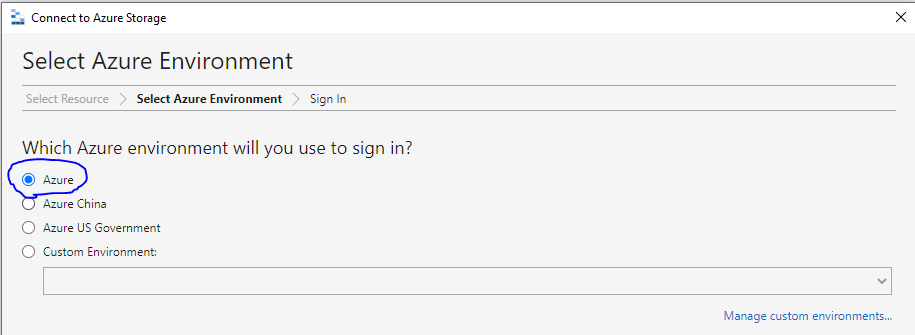 Connect to Azure Storage
Select Azure Environment
Select Resource Select Azure Environment Sign In
Which Azure environment will you use to sign in?
Azure
Azure China
Azure US Government
Custom Environment:
Manage custom environments...